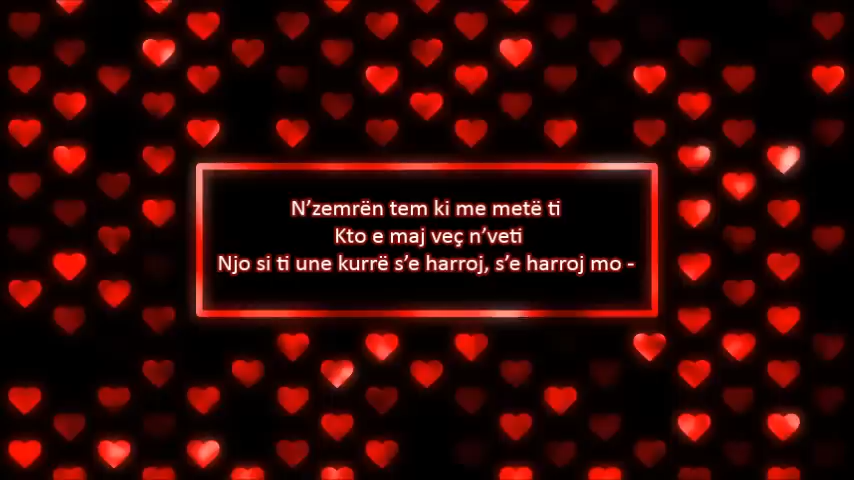 N’zemrën tem ki me metë ti
Kto e maj veç n’veti
Njo si ti une kurrë s’e harroj, s’e harroj mo -